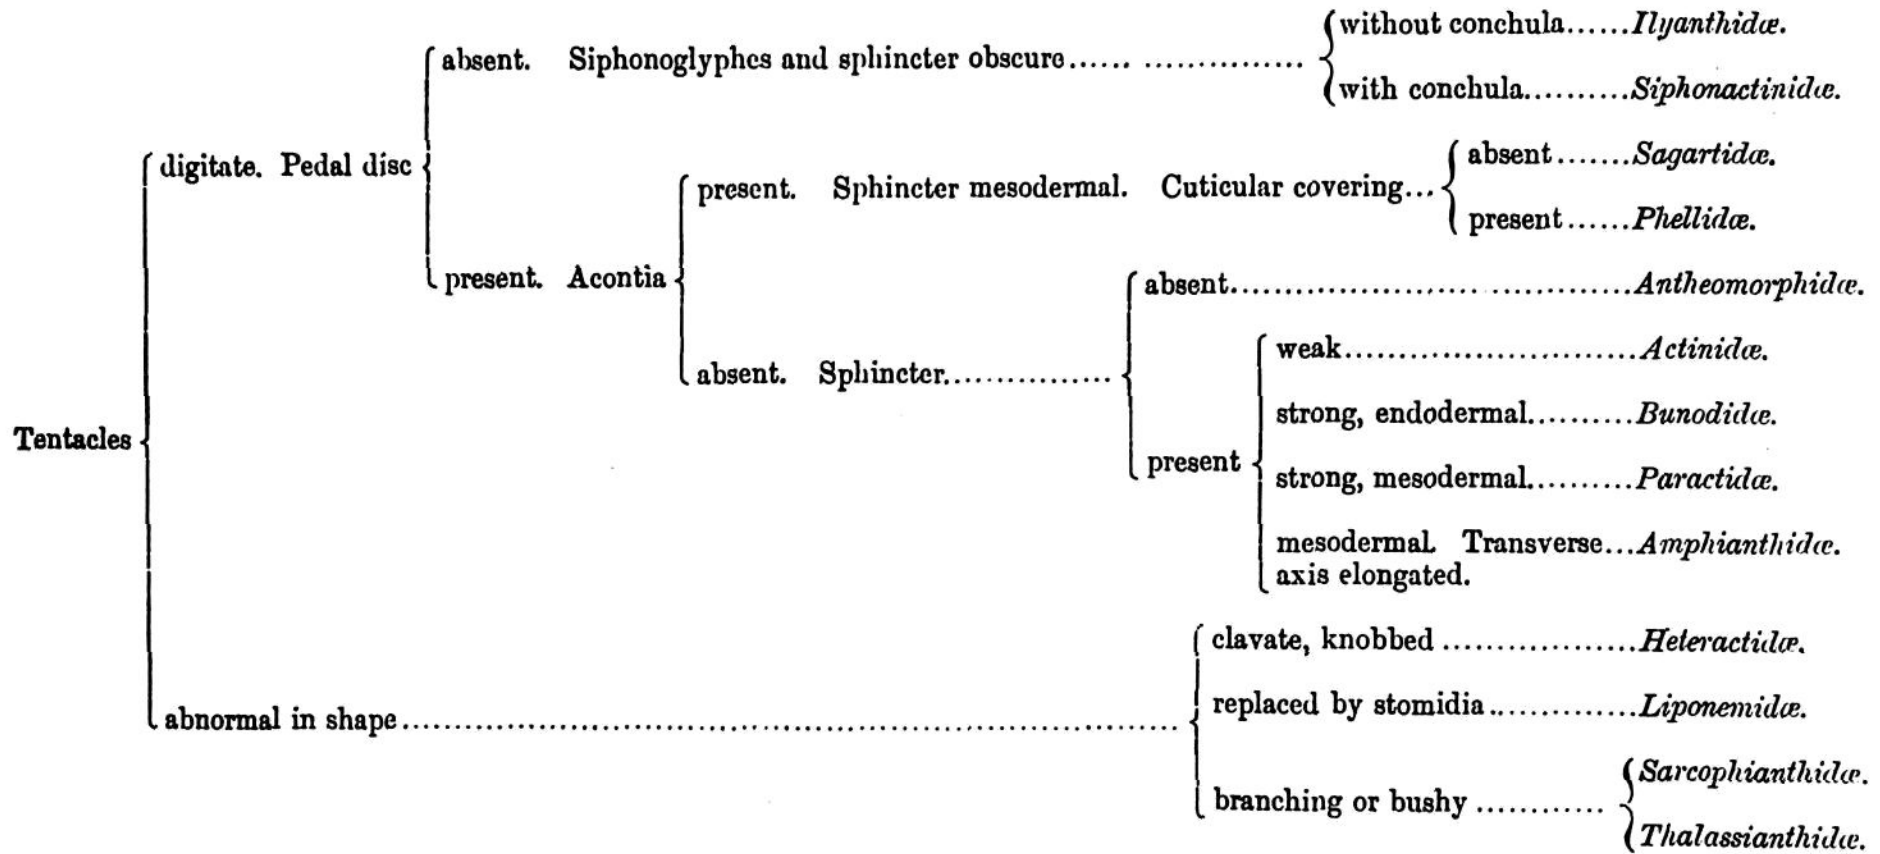 without conchula......Ilyanthidæ.
absent. Siphonoglyphes and sphincter obscure...... ...............
with conchula..........Siphonactinidæ.
digitate. Pedal disc
absent.......Sagartidæ.
present. Sphincter mesodermal. Cuticular covering...
present......Phellidæ.
present. Acontia
absent....................... ...............Antheomorphidæ.
weak...........................Actinidæ.
absent. Sphincter................
strong, endodermal..........Bunodidæ.
Tentacles
present
strong, mesodermal..........Paractidæ.
mesodermal. Transverse...Amphianthidæ.
axis elongated.
clavate, knobbed ..................Heteractidæ.
replaced by stomidia ..............Liponemidæ.
abnormal in shape..........................................................................
Sarcophianthidæ.
branching or bushy ............
Thalassianthidæ.